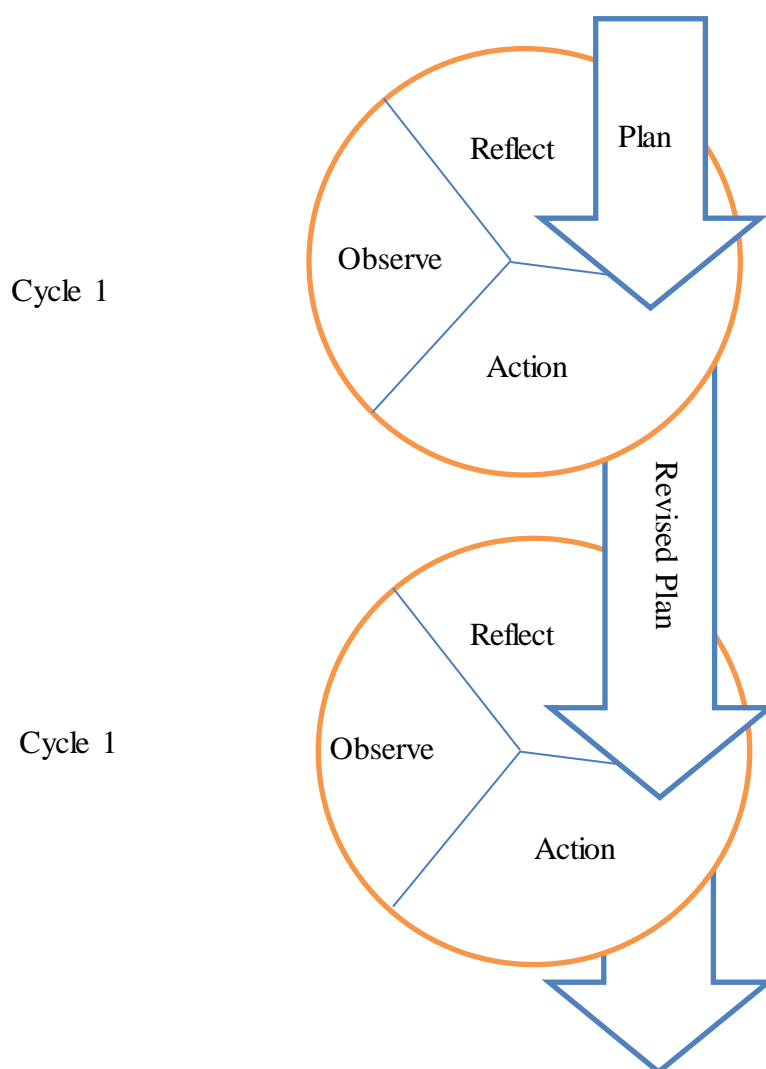 Plan
Reflect
Observe
Cycle 1
Action
Revised Plan
Reflect
Cycle 1
Observe
Action